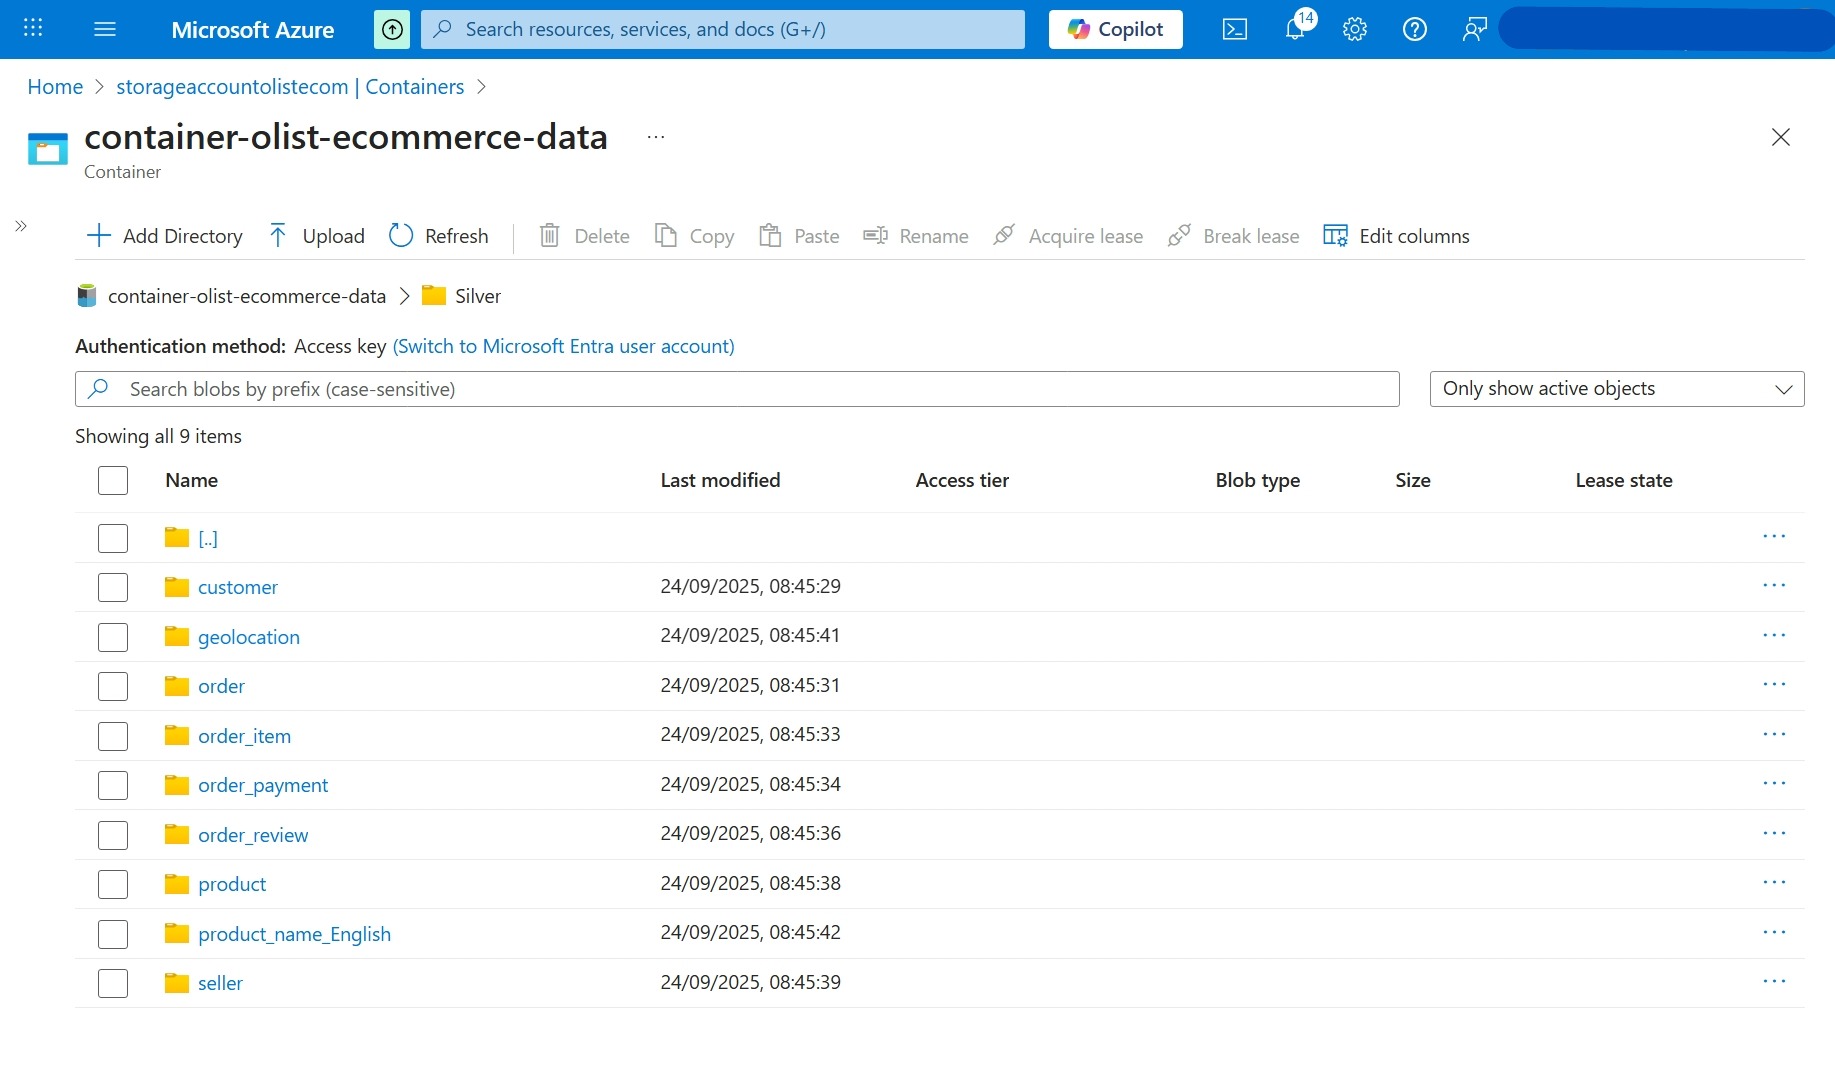 Microsoft Azure
Search resources, services, and docs (G+/)
Copilot
14
Home > storageaccountolistecom | Containers >
container-olist-ecommerce-data ...
Container
Add Directory Upload Refresh Delete Copy Paste Rename Acquire lease Break lease Edit columns
container-olist-ecommerce-data > Silver
Authentication method: Access key (Switch to Microsoft Entra user account)
Search blobs by prefix (case-sensitive)
Only show active objects
Showing all 9 items
Name Last modified Access tier Blob type Size Lease state
[..] ...
customer 24/09/2025, 08:45:29 ...
geolocation 24/09/2025, 08:45:41 ...
order 24/09/2025, 08:45:31 ...
order_item 24/09/2025, 08:45:33 ...
order_payment 24/09/2025, 08:45:34 ...
order_review 24/09/2025, 08:45:36 ...
product 24/09/2025, 08:45:38 ...
product_name_English 24/09/2025, 08:45:42 ...
seller 24/09/2025, 08:45:39 ...